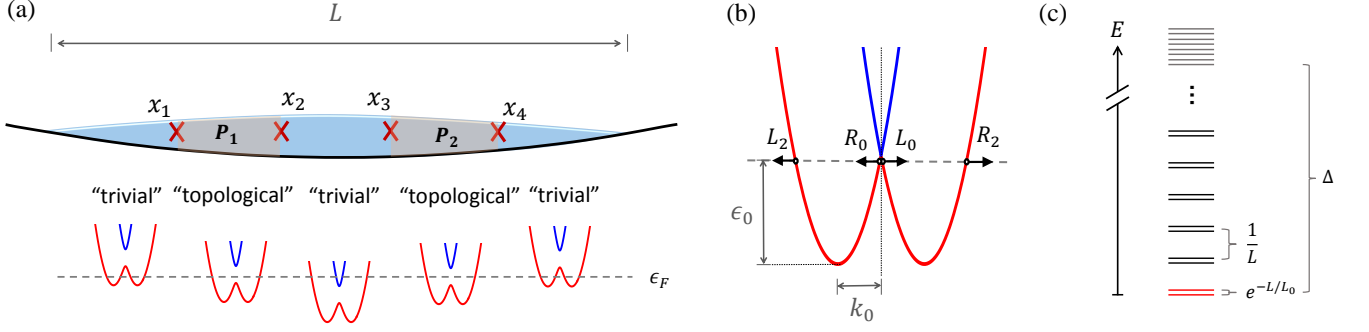 (a)
L
x₁
x₂
x₃
x₄
P₁
P₂
“trivial” “topological” “trivial” “topological” “trivial”
ϵ_F
(b)
L₂
R₀
L₀
R₂
ϵ₀
k₀
(c)
E
...
Δ
1/L
e^{-L/L₀}